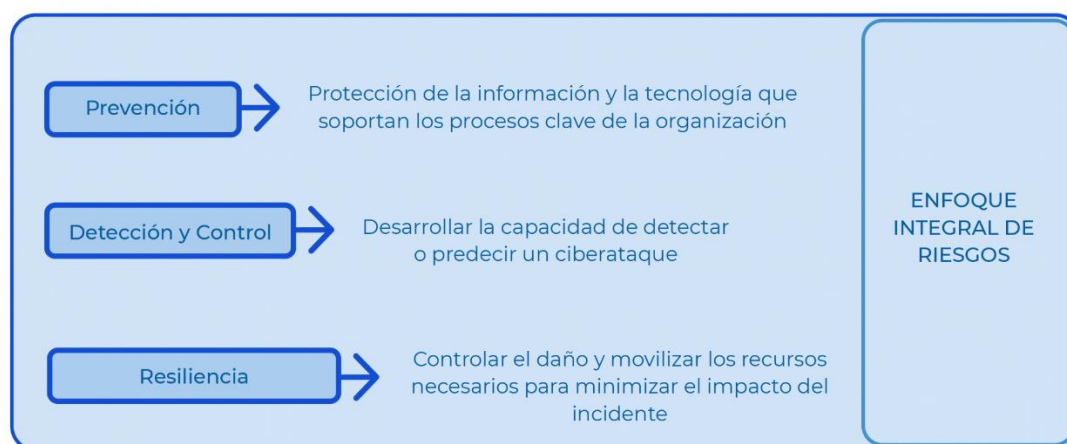 Prevención
Protección de la información y la tecnología que
soportan los procesos clave de la organización
Detección y Control
Desarrollar la capacidad de detectar
o predecir un ciberataque
Resiliencia
Controlar el daño y movilizar los recursos
necesarios para minimizar el impacto del
incidente
ENFOQUE
INTEGRAL DE
RIESGOS